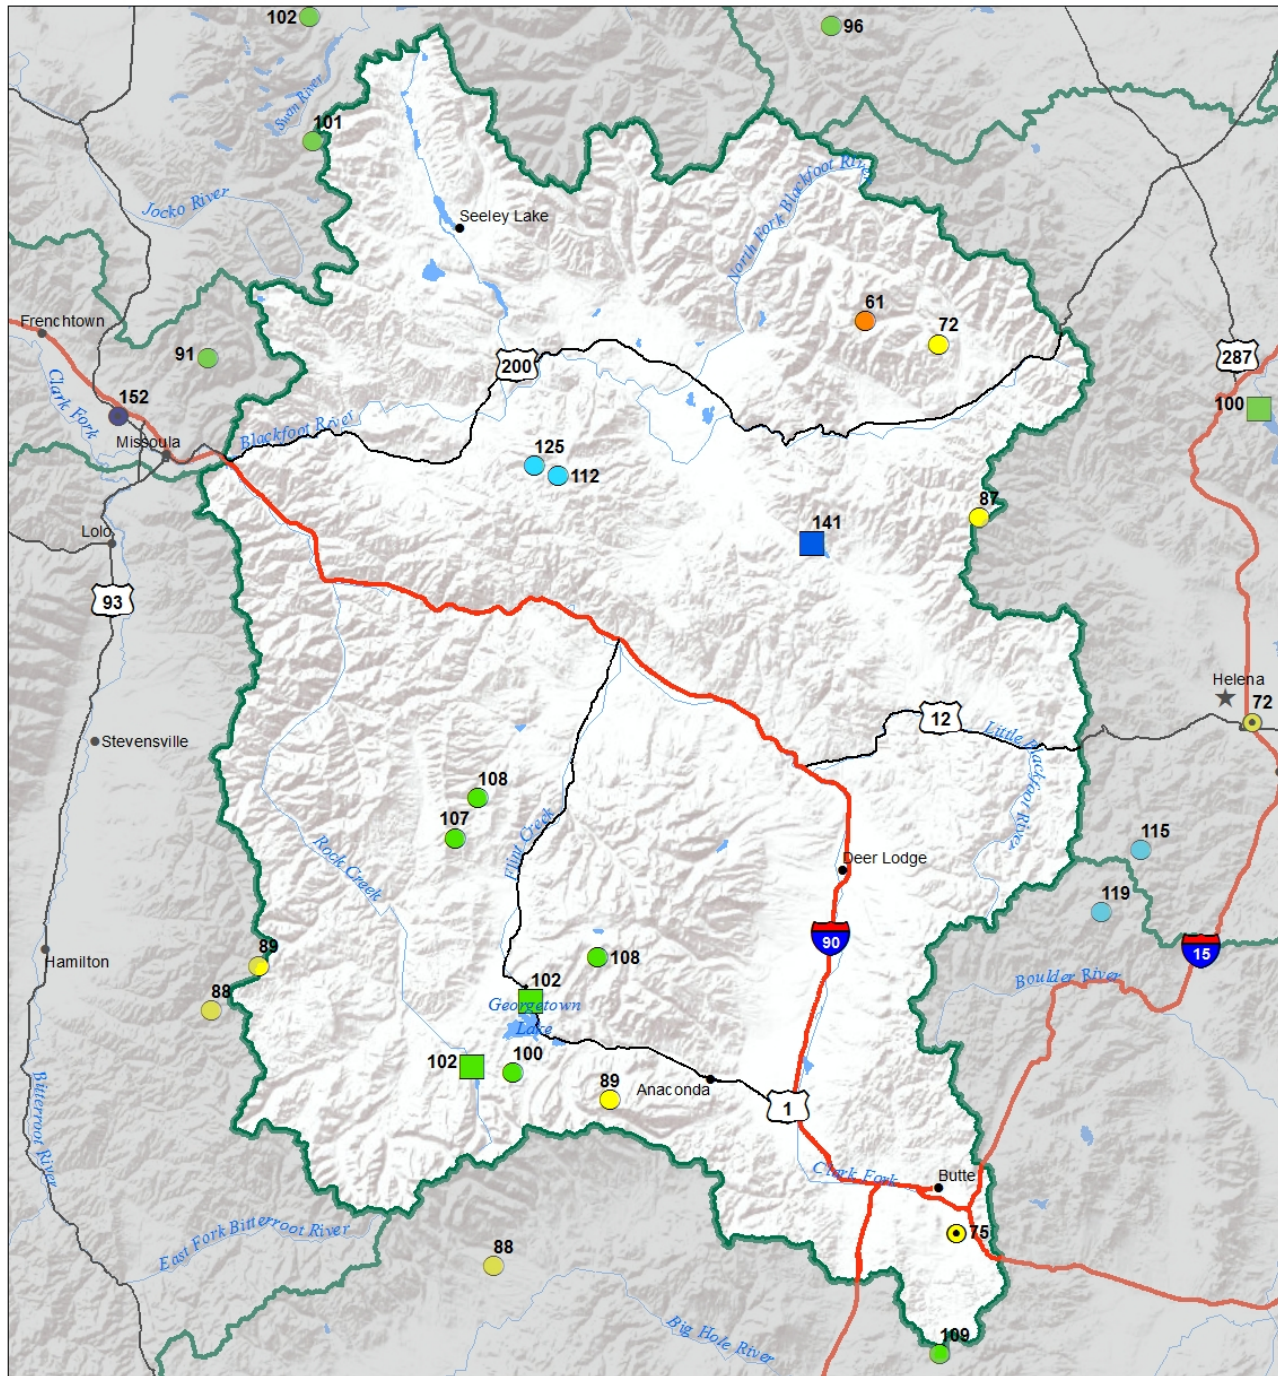 102
96
Swan River
101
Jocko River
Seeley Lake
North Fork Blackfoot River
61
72
Frenchtown
91
200
287
Clark Fork
152
100
Missoula
Blackfoot River
125
112
87
141
Lolo
93
Helena
72
12
Little Blackfoot River
Stevensville
108
107
Flint Creek
Rock Creek
Deer Lodge
115
119
90
15
Hamilton
89
108
Boulder River
88
102
Georgetown
Lake
102
100
89
Anaconda
1
Bitterroot River
Clark Fork
Butte
East Fork Bitterroot River
75
88
Big Hole River
109